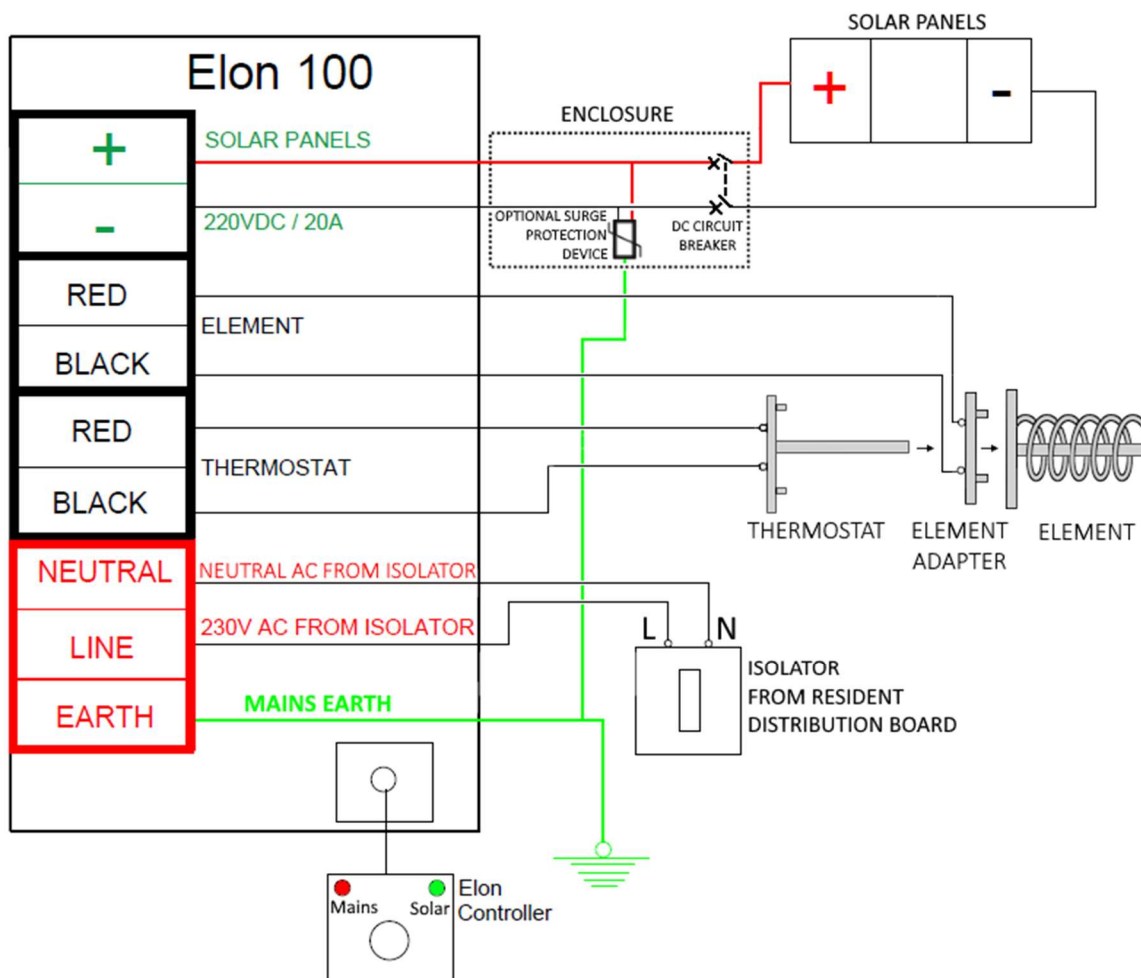 Elon 100
SOLAR PANELS
+
-
ENCLOSURE
+
SOLAR PANELS
-
220VDC / 20A
OPTIONAL SURGE
PROTECTION
DEVICE
DC CIRCUIT
BREAKER
RED
ELEMENT
BLACK
RED
THERMOSTAT
BLACK
THERMOSTAT
ELEMENT
ADAPTER
ELEMENT
NEUTRAL
NEUTRAL AC FROM ISOLATOR
LINE
230V AC FROM ISOLATOR
L N
ISOLATOR
FROM RESIDENT
DISTRIBUTION BOARD
EARTH
MAINS EARTH
Mains
Solar
Elon
Controller